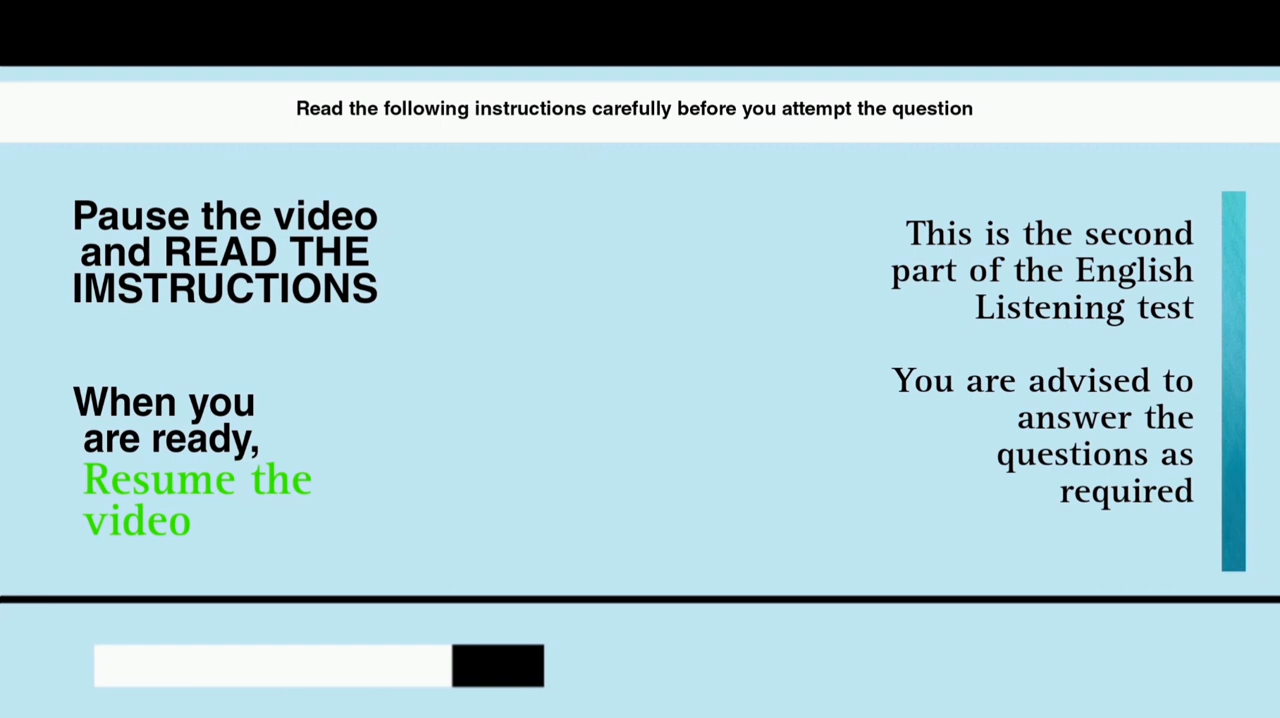 Read the following instructions carefully before you attempt the question
Pause the video
and READ THE
IMSTRUCTIONS
When you
are ready,
Resume the
video
This is the second
part of the English
Listening test
You are advised to
answer the
questions as
required